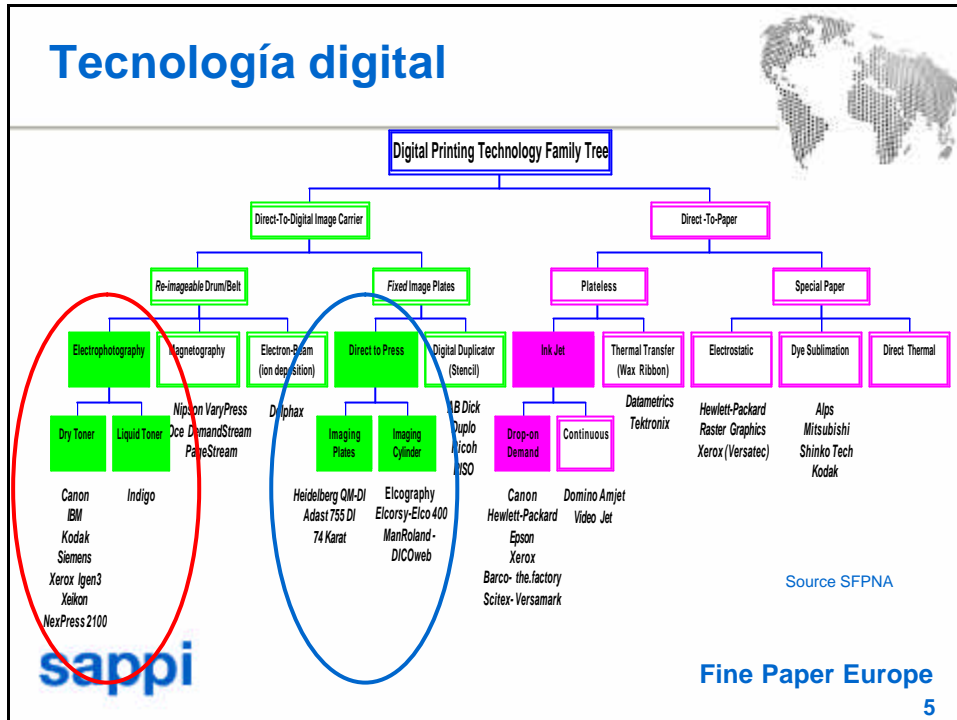 Tecnología digital
Digital Printing Technology Family Tree
Direct-To-Digital Image Carrier
Direct -To-Paper
Re-imageable Drum/Belt
Fixed Image Plates
Plateless
Special Paper
Electrophotography
Magnetography
Electron-Beam
(ion deposition)
Direct to Press
Digital Duplicator
(Stencil)
Ink Jet
Thermal Transfer
(Wax Ribbon)
Electrostatic
Dye Sublimation
Direct Thermal
Dry Toner
Liquid Toner
Nipson VaryPress
Oce DemandStream
PageStream
Delphax
Imaging
Plates
Imaging
Cylinder
AB Dick
Duplo
Ricoh
RISO
Drop-on
Demand
Continuous
Datametrics
Tektronix
Hewlett-Packard
Raster Graphics
Xerox (Versatec)
Alps
Mitsubishi
Shinko Tech
Kodak
Canon
IBM
Kodak
Siemens
Xerox Igen3
Xeikon
NexPress 2100
Indigo
Heidelberg QM-DI
Adast 755 DI
74 Karat
Elcography
Elcorsy-Elco 400
ManRoland -
DICOweb
Canon
Hewlett-Packard
Epson
Xerox
Barco- the.factory
Scitex- Versamark
Domino Amjet
Video Jet
Source SFPNA
sappi
Fine Paper Europe
5